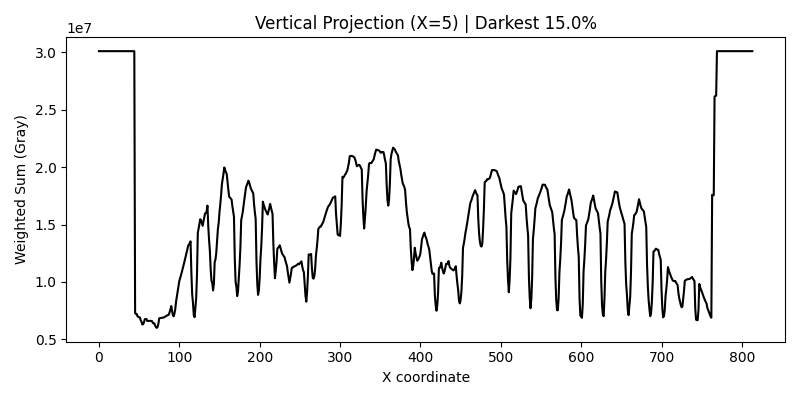 Vertical Projection (X=5) | Darkest 15.0%
1e7
3.0
2.5
2.0
1.5
1.0
0.5
Weighted Sum (Gray)
0 100 200 300 400 500 600 700 800
X coordinate